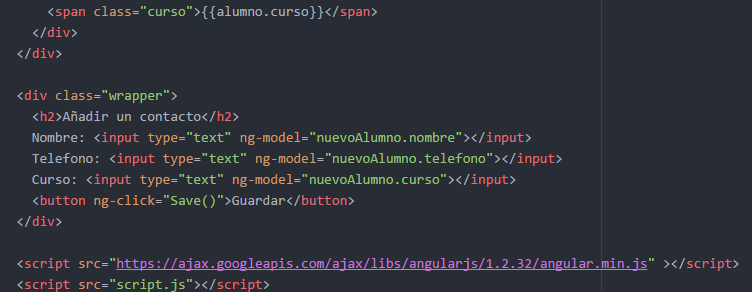 <span class="curso">{{alumno.curso}}</span>
</div>
</div>
<div class="wrapper">
<h2>Añadir un contacto</h2>
Nombre: <input type="text" ng-model="nuevoAlumno.nombre"></input>
Telefono: <input type="text" ng-model="nuevoAlumno.telefono"></input>
Curso: <input type="text" ng-model="nuevoAlumno.curso"></input>
<button ng-click="Save()">Guardar</button>
</div>
<script src="https://ajax.googleapis.com/ajax/libs/angularjs/1.2.32/angular.min.js" ></script>
<script src="script.js"></script>